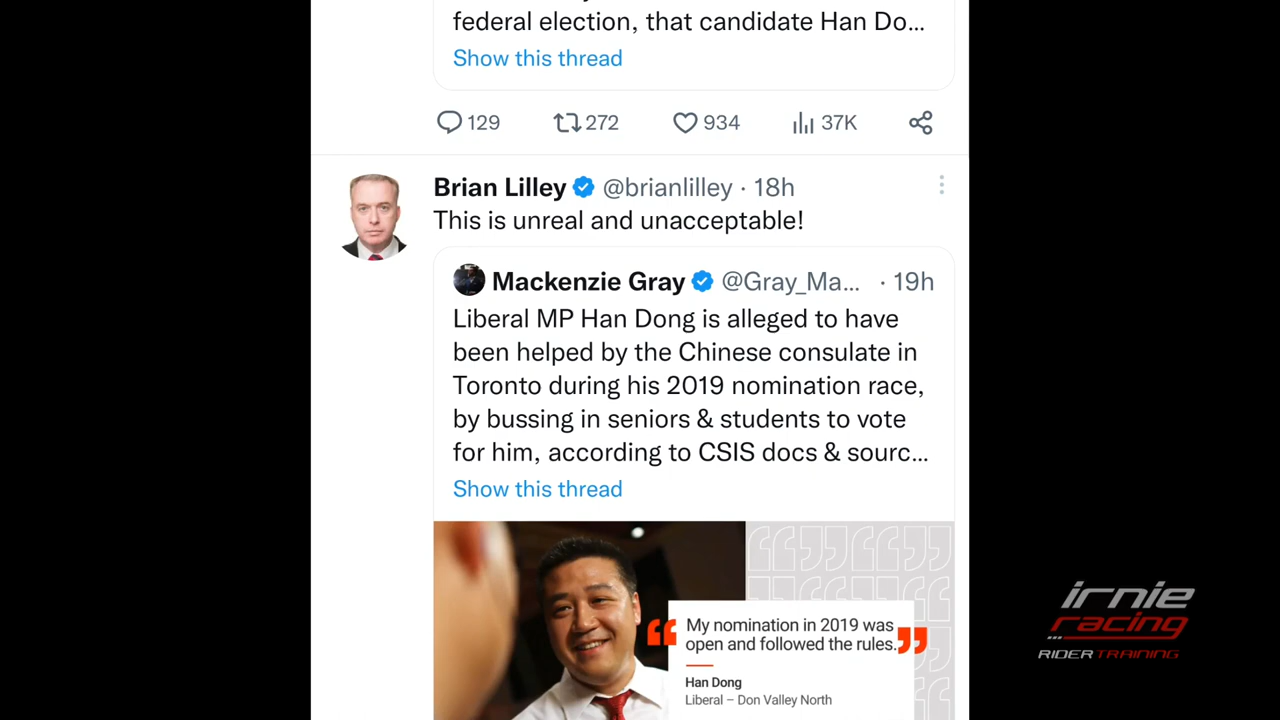 federal election, that candidate Han Do...
Show this thread
129 272 934 37K
Brian Lilley @brianlilley · 18h
This is unreal and unacceptable!
Mackenzie Gray @Gray_Ma... · 19h
Liberal MP Han Dong is alleged to have
been helped by the Chinese consulate in
Toronto during his 2019 nomination race,
by bussing in seniors & students to vote
for him, according to CSIS docs & sourc...
Show this thread
“My nomination in 2019 was
open and followed the rules.”
Han Dong
Liberal – Don Valley North
irnie
racing
RIDER TRAINING